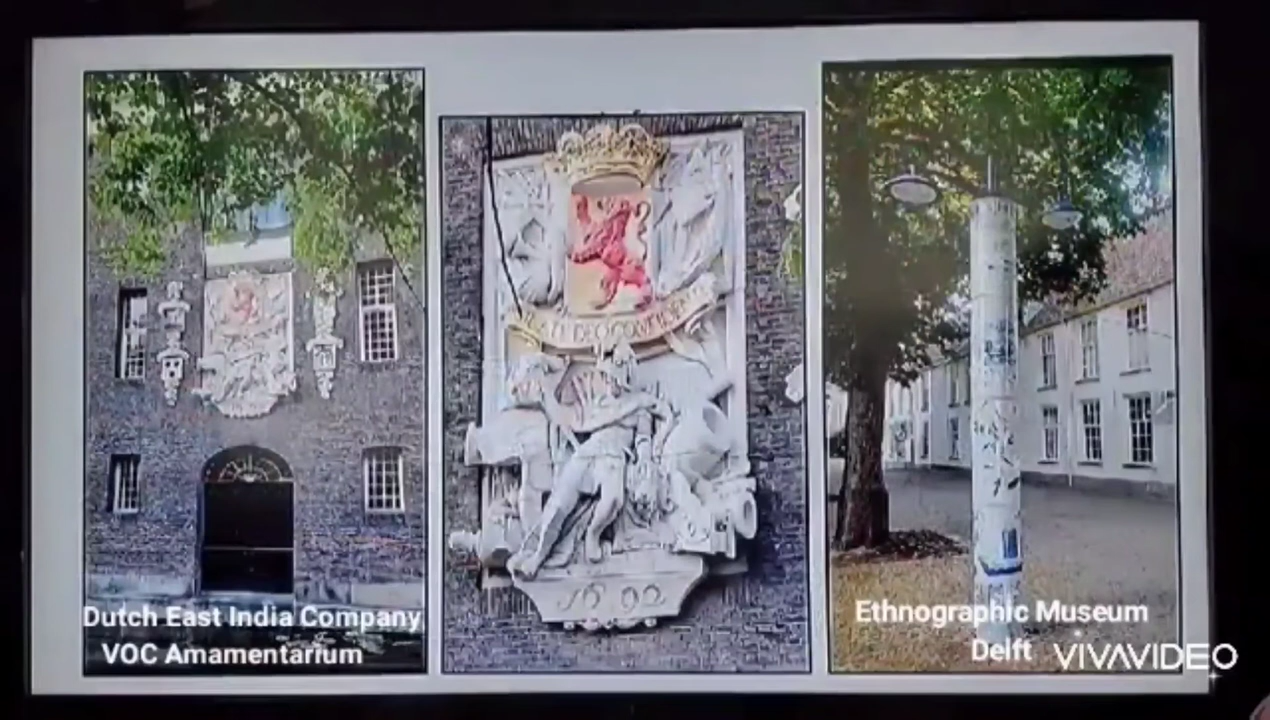 Dutch East India Company
VOC Amamentarium
1692
Ethnographic Museum
Delft
VIVAVIDEO